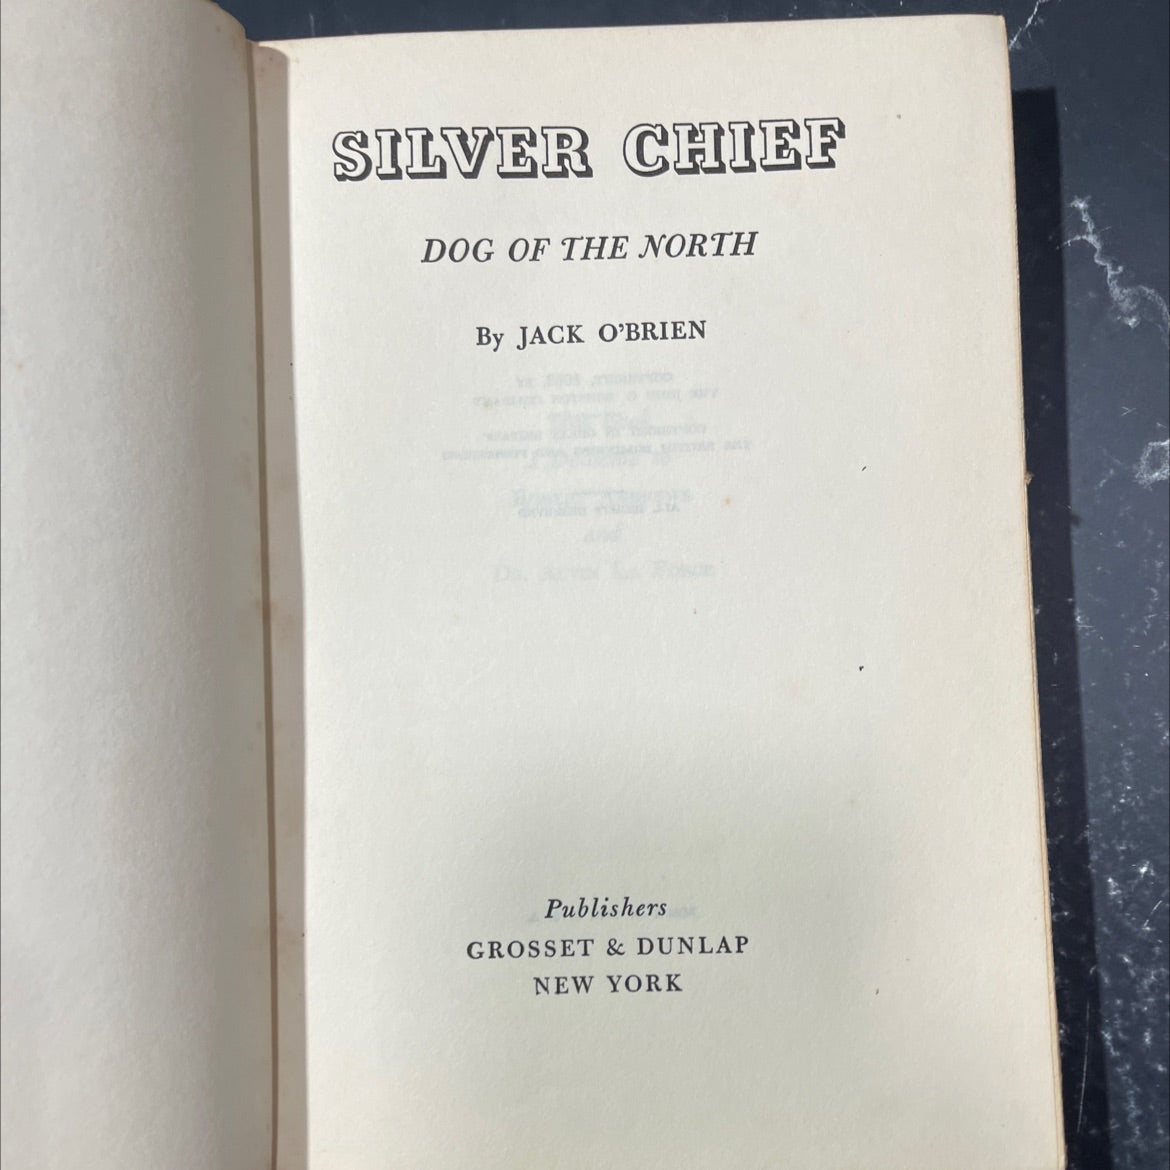 SILVER CHIEF
DOG OF THE NORTH
By JACK O'BRIEN
Publishers
GROSSET & DUNLAP
NEW YORK